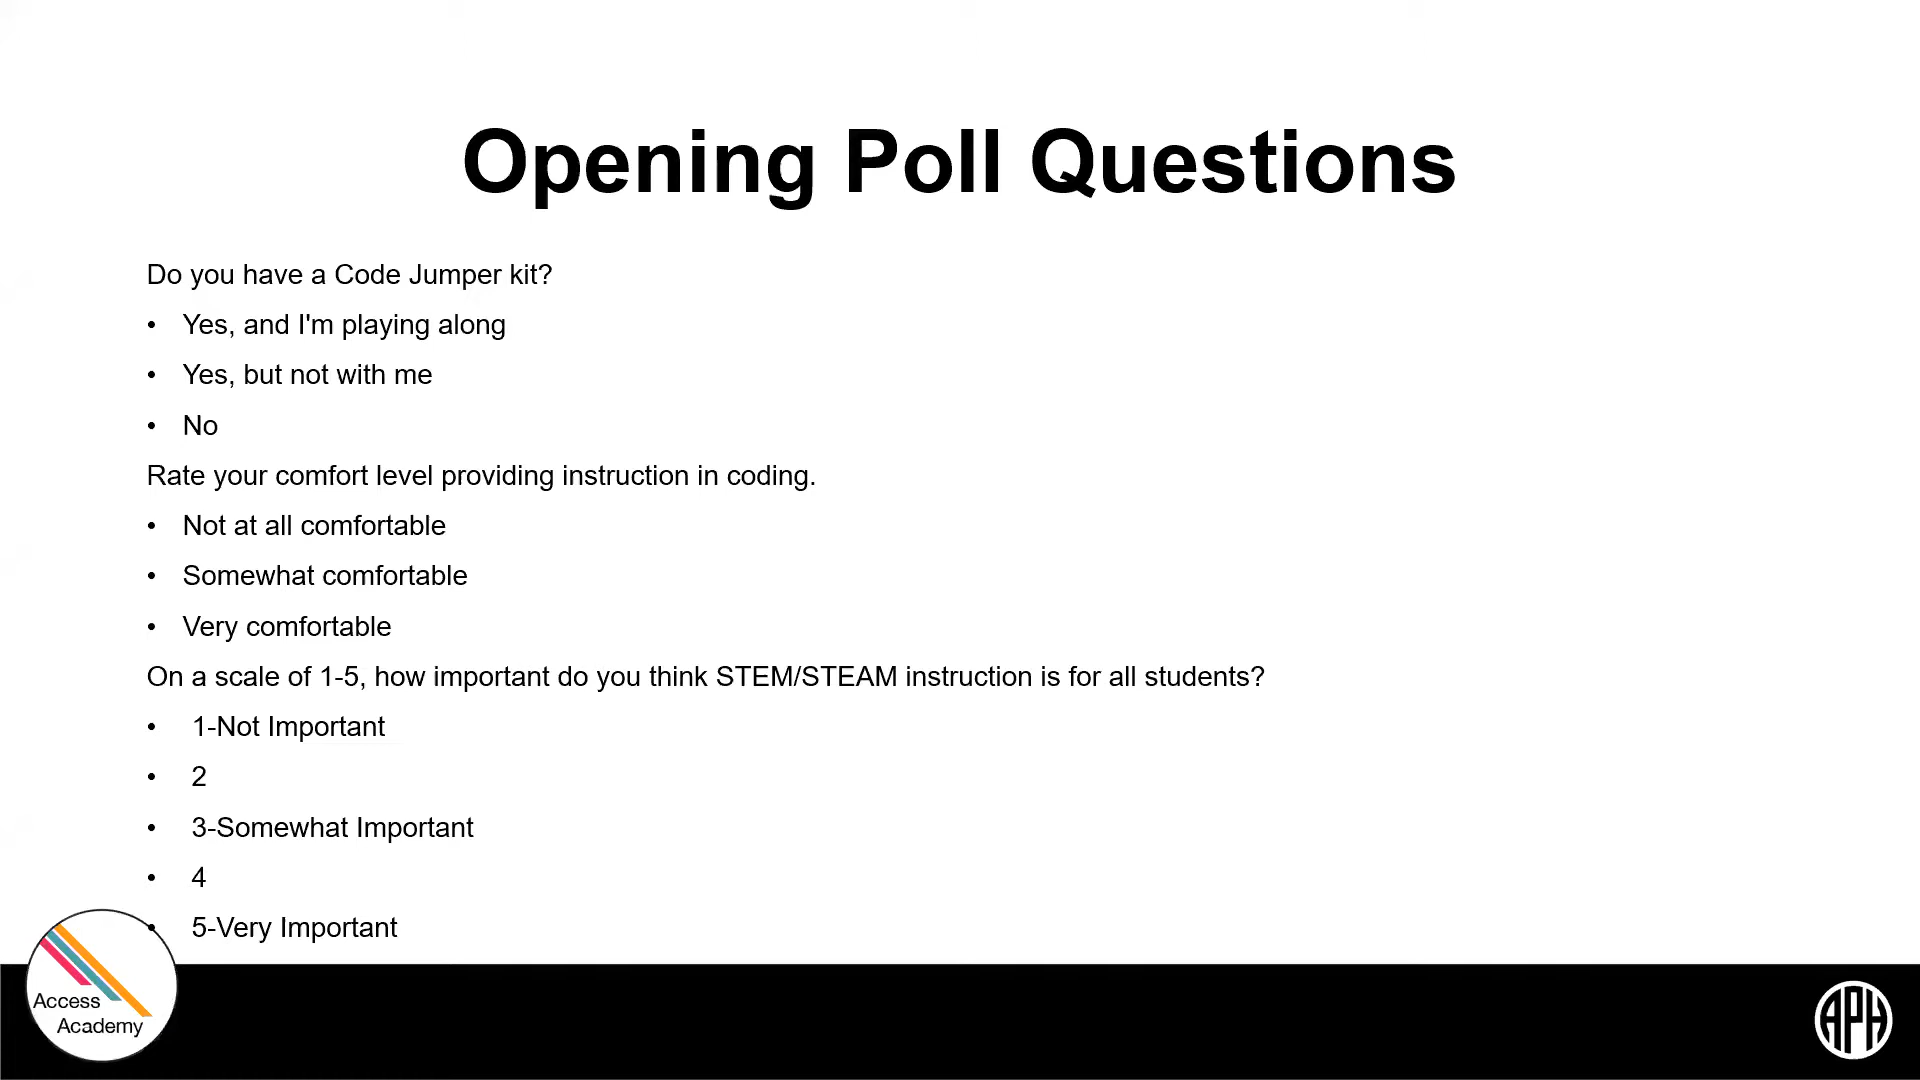 Opening Poll Questions
Do you have a Code Jumper kit?
• Yes, and I'm playing along
• Yes, but not with me
• No
Rate your comfort level providing instruction in coding.
• Not at all comfortable
• Somewhat comfortable
• Very comfortable
On a scale of 1-5, how important do you think STEM/STEAM instruction is for all students?
• 1-Not Important
• 2
• 3-Somewhat Important
• 4
• 5-Very Important
Access
Academy
APH